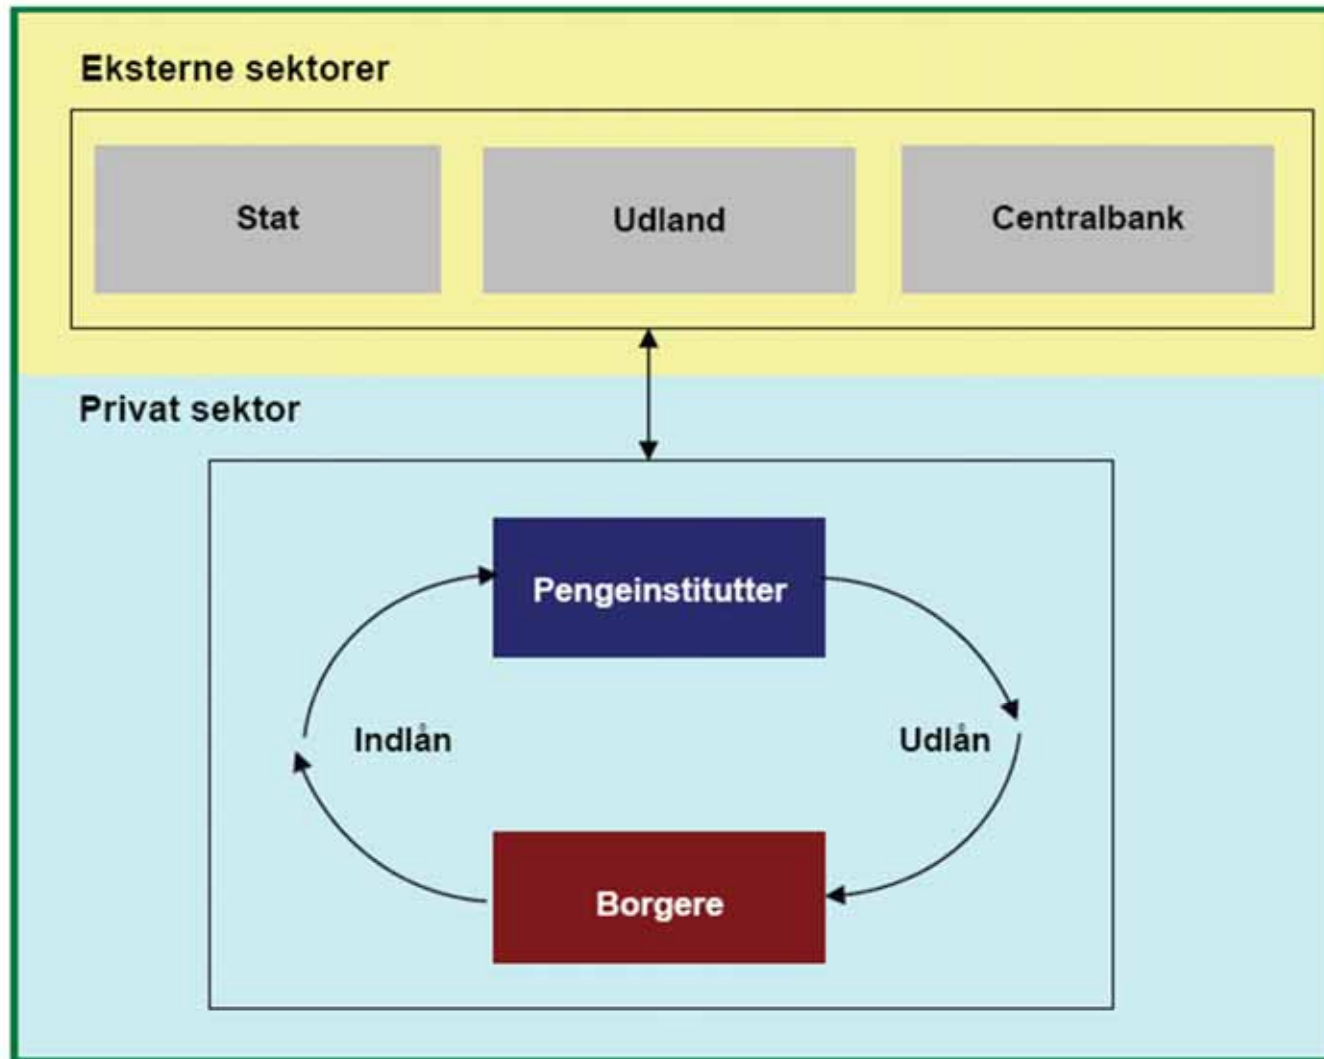 Eksterne sektorer
Stat
Udland
Centralbank
Privat sektor
Pengeinstitutter
Indlån
Udlån
Borgere